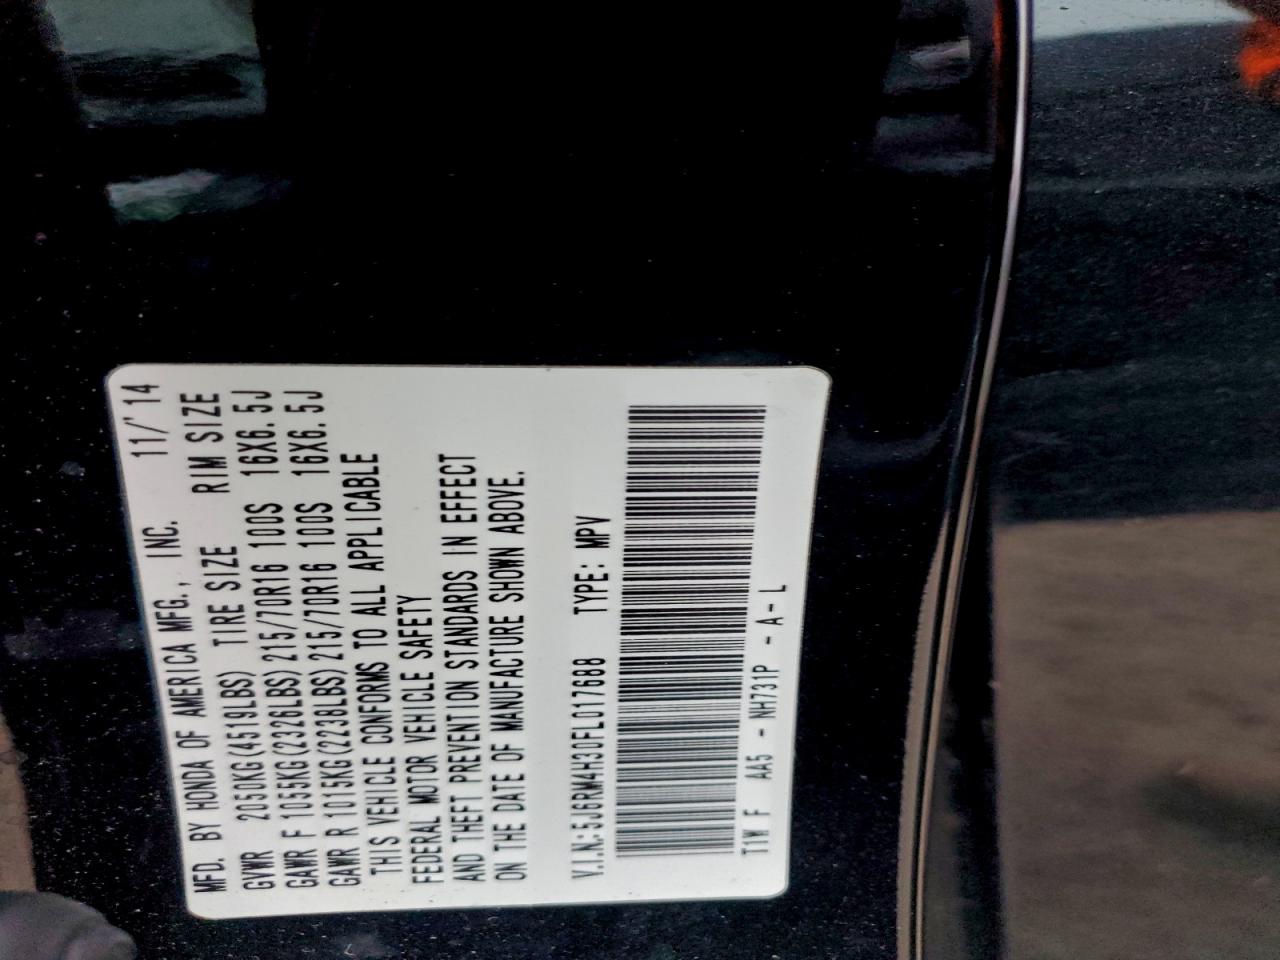 MFD. BY HONDA OF AMERICA MFG., INC. 11/'14
GVWR 2050KG(4519LBS) TIRE SIZE RIM SIZE
GAWR F 1055KG(2326LBS) 215/70R16 100S 16X6.5J
GAWR R 1015KG(2238LBS) 215/70R16 100S 16X6.5J
THIS VEHICLE CONFORMS TO ALL APPLICABLE
FEDERAL MOTOR VEHICLE SAFETY
AND THEFT PREVENTION STANDARDS IN EFFECT
ON THE DATE OF MANUFACTURE SHOWN ABOVE.
V.I.N.: 5J6RM4H30FL017688 TYPE: MPV
T1W F AA5 - NH731P - A- L